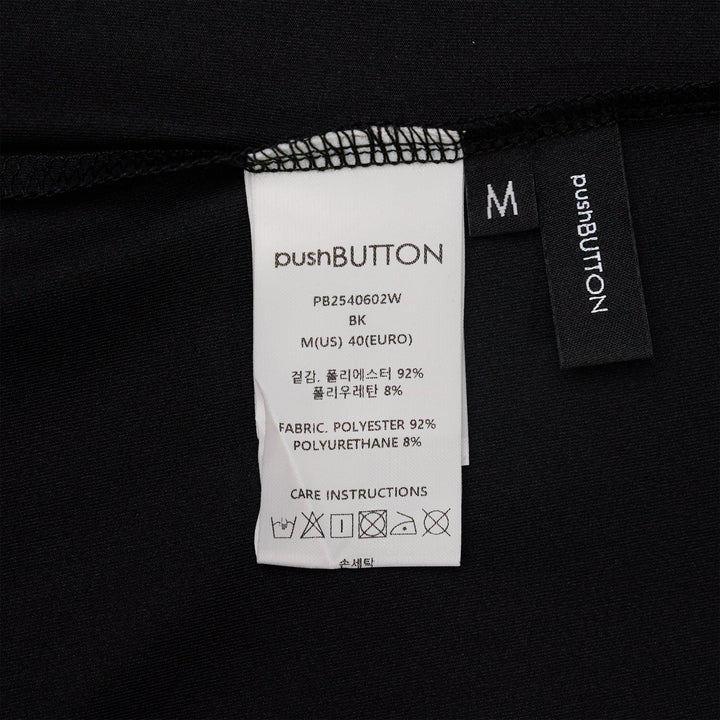 pushBUTTON
PB2540602W
BK
M(US) 40(EURO)
겉감. 폴리에스터 92%
폴리우레탄 8%
FABRIC. POLYESTER 92%
POLYURETHANE 8%
CARE INSTRUCTIONS
손세탁
M
pushBUTTON